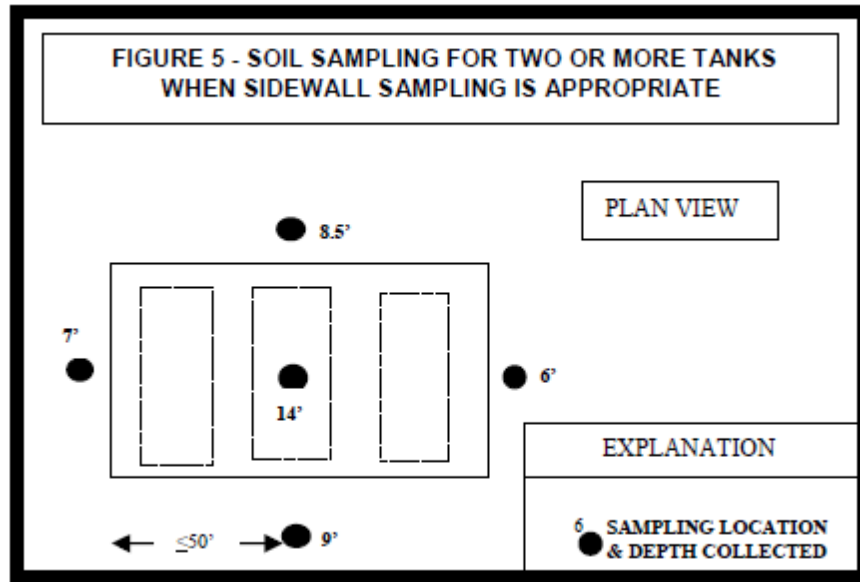 FIGURE 5 - SOIL SAMPLING FOR TWO OR MORE TANKS
WHEN SIDEWALL SAMPLING IS APPROPRIATE
PLAN VIEW
8.5’
7’
6’
14’
≤50’
9’
EXPLANATION
6 SAMPLING LOCATION
& DEPTH COLLECTED